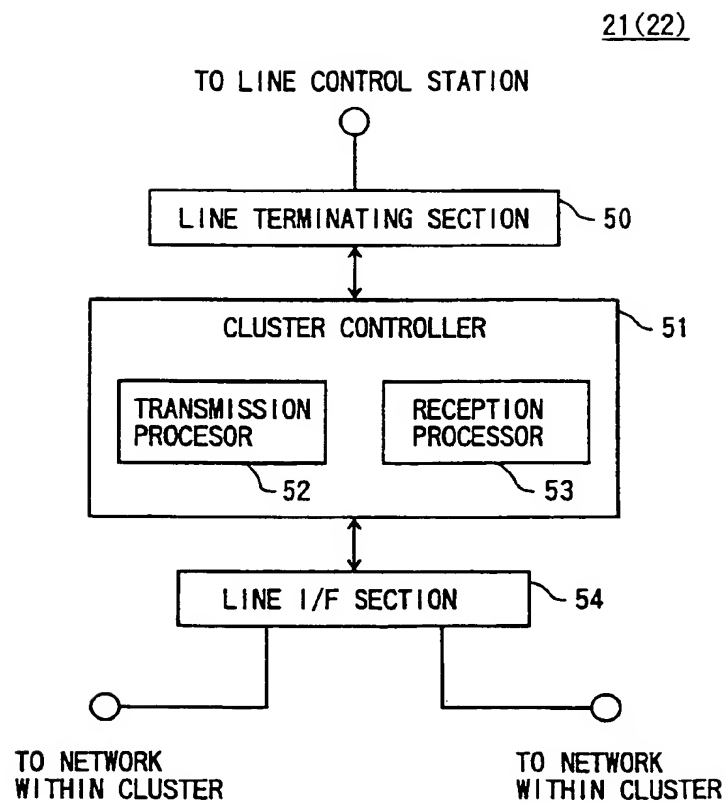 21(22)
TO LINE CONTROL STATION
LINE TERMINATING SECTION
50
CLUSTER CONTROLLER
51
TRANSMISSION
PROCESOR
RECEPTION
PROCESSOR
52
53
LINE I/F SECTION
54
TO NETWORK
WITHIN CLUSTER
TO NETWORK
WITHIN CLUSTER